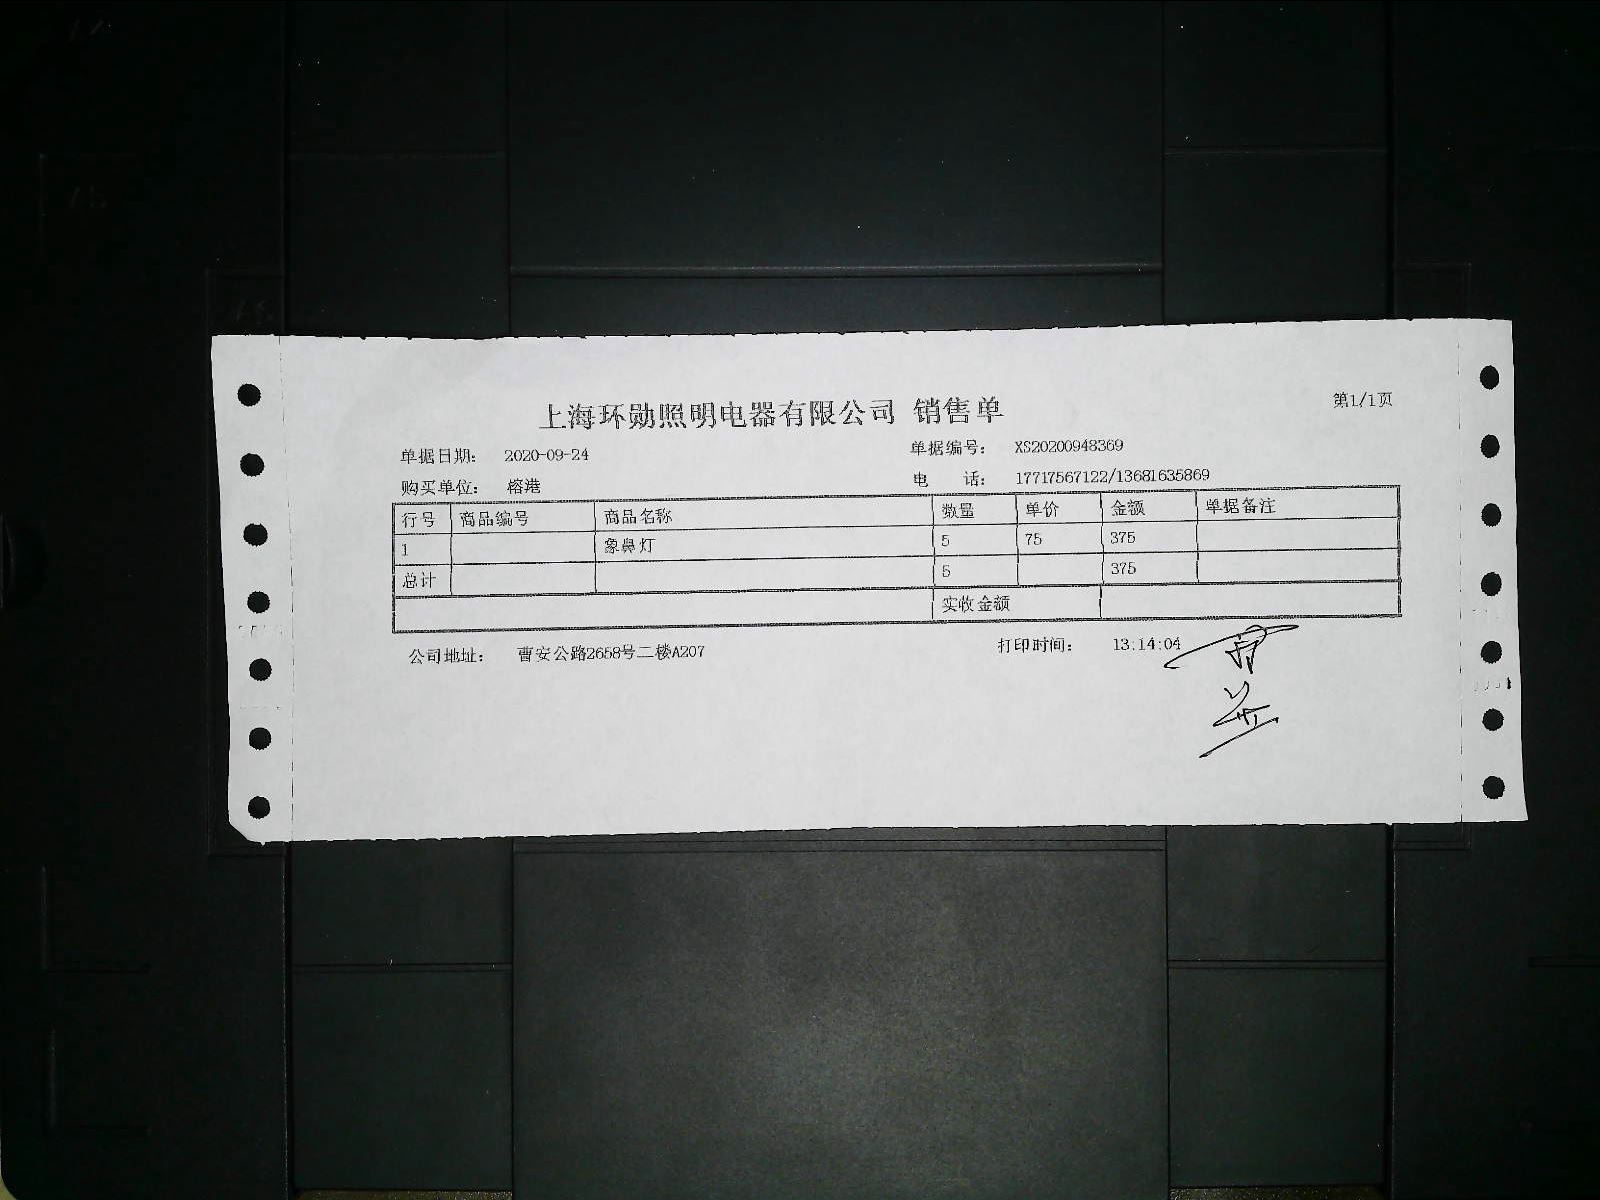 上海环勋照明电器有限公司 销售单
第1/1页
单据日期： 2020-09-24
单据编号： XS20200948369
购买单位： 榕港
电 话： 17717567122/13681635869
行号 商品编号 商品名称 数量 单价 金额 单据备注
1 象鼻灯 5 75 375
总计 5 375
实收金额
公司地址： 曹安公路2658号二楼A207
打印时间： 13:14:04